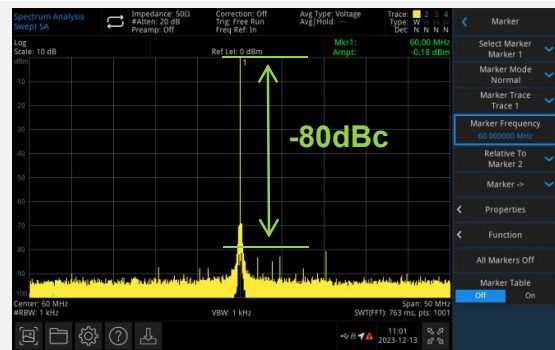 Spectrum Analysis
Swept SA
Impedance: 50Ω
#Atten: 20 dB
Preamp: Off
Correction: Off
Trig: Free Run
Freq Ref: In
Avg Type: Voltage
Avg|Hold: ---
Trace: 1 2 3 4
Type: W W W W
Det: N N N N
Log
Scale: 10 dB
Ref Lel: 0 dBm
Mkr1: 60.00 MHz
Ampt: -0.18 dBm
dBm
1
-10
-20
-30
-40
-50
-60
-70
-80
-90
-100
-80dBc
Center: 60 MHz
#RBW: 1 kHz
VBW: 1 kHz
Span: 50 MHz
SWT(FFT): 763 ms, pts: 1001
11:01
2023-12-13
Marker
Select Marker
Marker 1
Marker Mode
Normal
Marker Trace
Trace 1
Marker Frequency
60.000000 MHz
Relative To
Marker 2
Marker ->
Properties
Function
All Markers Off
Marker Table
Off On